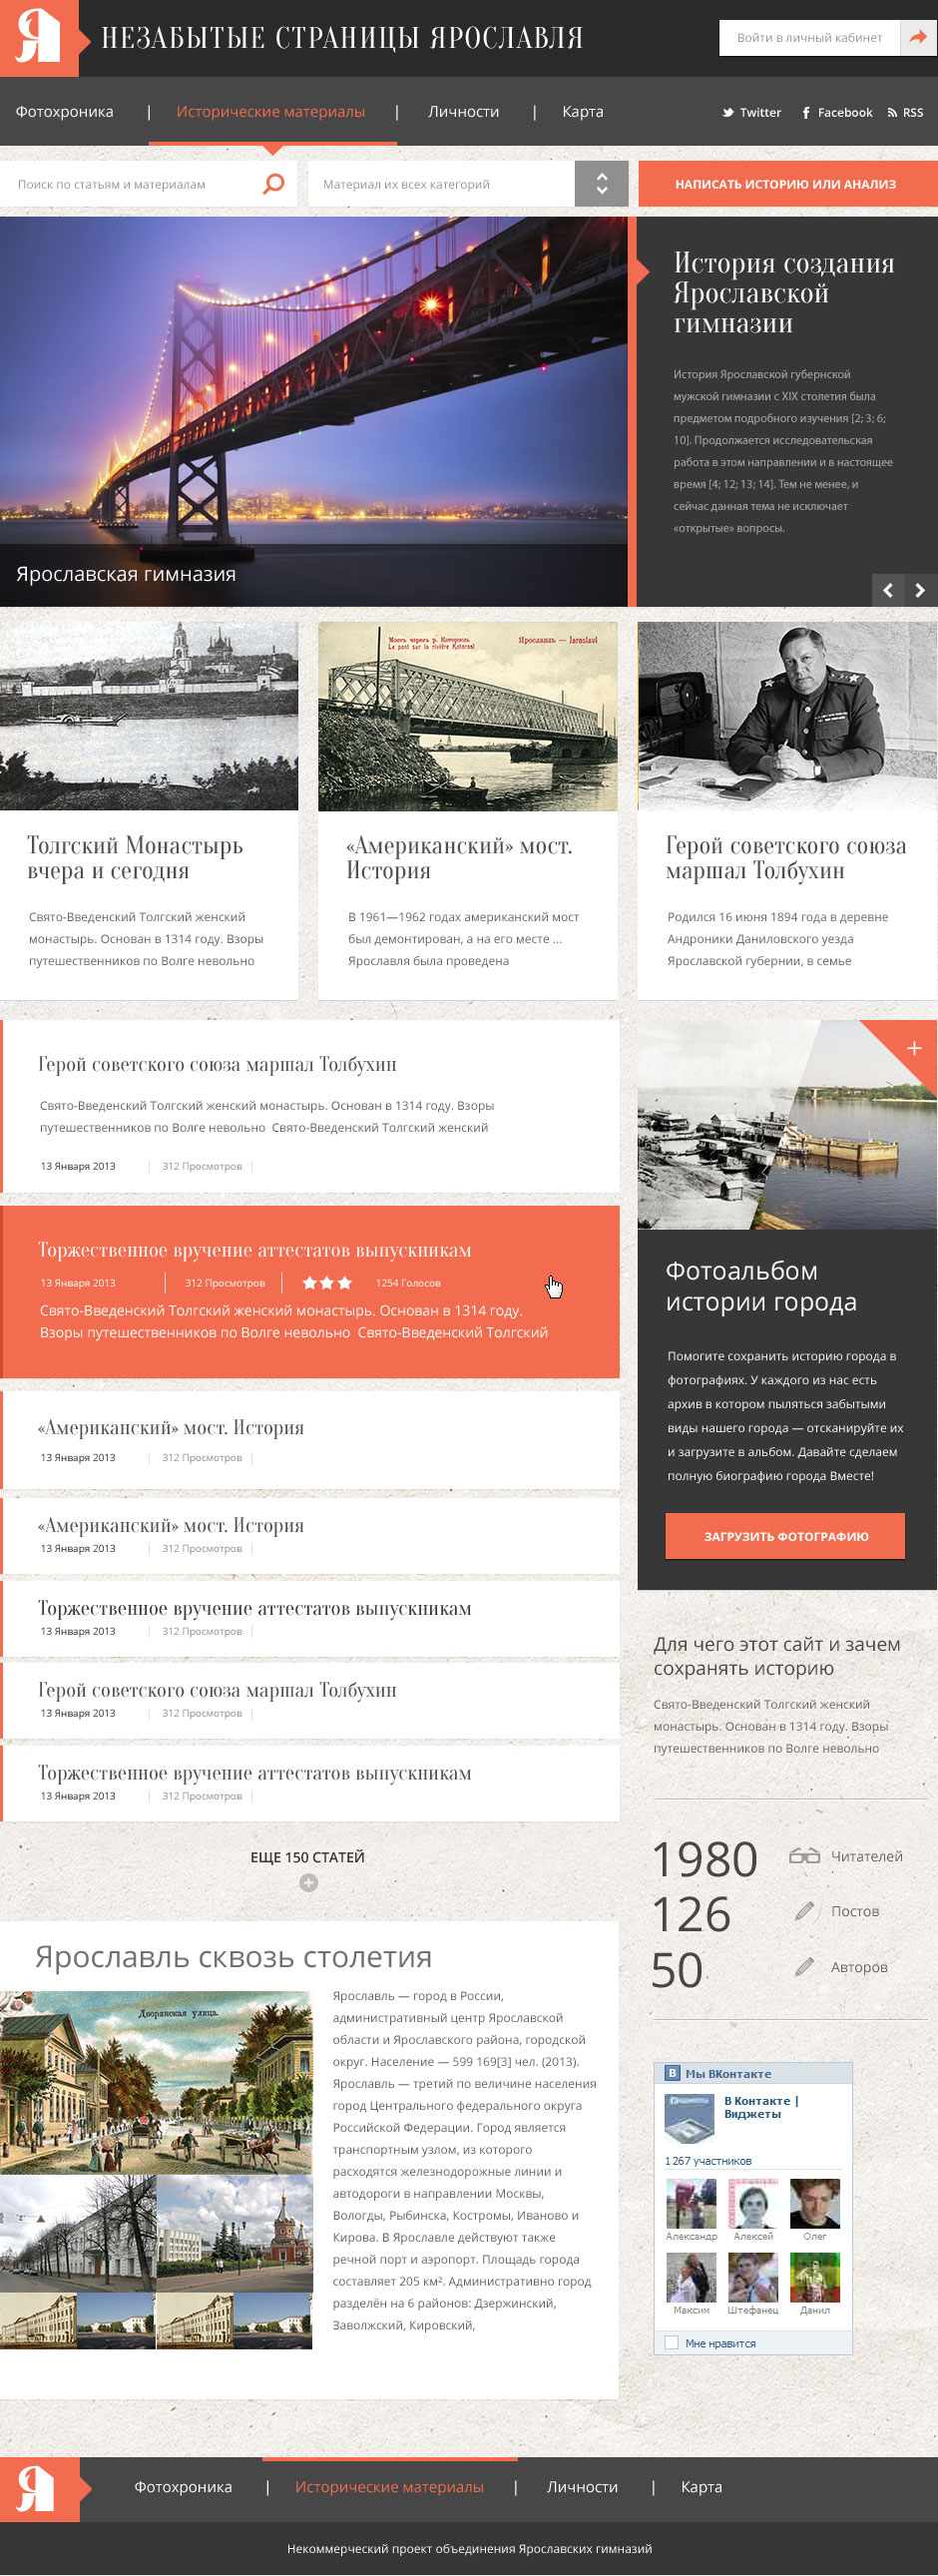 Я
НЕЗАБЫТЫЕ СТРАНИЦЫ ЯРОСЛАВЛЯ
Войти в личный кабинет
Фотохроника | Исторические материалы | Личности | Карта
Twitter Facebook RSS
Поиск по статьям и материалам
Материал их всех категорий
НАПИСАТЬ ИСТОРИЮ ИЛИ АНАЛИЗ
Ярославская гимназия
История создания
Ярославской
гимназии
История Ярославской губернской
мужской гимназии с XIX столетия была
предметом подробного изучения [2; 3; 6;
10]. Продолжается исследовательская
работа в этом направлении и в настоящее
время [4; 12; 13; 14]. Тем не менее, и
сейчас данная тема не исключает
«открытые» вопросы.
Толгский Монастырь
вчера и сегодня
Свято-Введенский Толгский женский
монастырь. Основан в 1314 году. Взоры
путешественников по Волге невольно
Мостъ черезъ р. Которосль
Le pont sur la rivière Kotorosl
Ярославль — Jaroslawl
«Американский» мост.
История
В 1961—1962 годах американский мост
был демонтирован, а на его месте ...
Ярославля была проведена
Герой советского союза
маршал Толбухин
Родился 16 июня 1894 года в деревне
Андроники Даниловского уезда
Ярославской губернии, в семье
Герой советского союза маршал Толбухин
Свято-Введенский Толгский женский монастырь. Основан в 1314 году. Взоры
путешественников по Волге невольно Свято-Введенский Толгский женский
13 Января 2013 | 312 Просмотров |
Торжественное вручение аттестатов выпускникам
13 Января 2013 | 312 Просмотров | 1254 Голосов
Свято-Введенский Толгский женский монастырь. Основан в 1314 году.
Взоры путешественников по Волге невольно Свято-Введенский Толгский
«Американский» мост. История
13 Января 2013 | 312 Просмотров |
«Американский» мост. История
13 Января 2013 | 312 Просмотров |
Торжественное вручение аттестатов выпускникам
13 Января 2013 | 312 Просмотров |
Герой советского союза маршал Толбухин
13 Января 2013 | 312 Просмотров |
Торжественное вручение аттестатов выпускникам
13 Января 2013 | 312 Просмотров |
ЕЩЕ 150 СТАТЕЙ
+
Ярославль сквозь столетия
Дворянская улица.
Ярославль — город в России,
административный центр Ярославской
области и Ярославского района, городской
округ. Население — 599 169[3] чел. (2013).
Ярославль — третий по величине населения
город Центрального федерального округа
Российской Федерации. Город является
транспортным узлом, из которого
расходятся железнодорожные линии и
автодороги в направлении Москвы,
Вологды, Рыбинска, Костромы, Иваново и
Кирова. В Ярославле действуют также
речной порт и аэропорт. Площадь города
составляет 205 км². Административно город
разделён на 6 районов: Дзержинский,
Заволжский, Кировский,
+
Фотоальбом
истории города
Помогите сохранить историю города в
фотографиях. У каждого из нас есть
архив в котором пыляться забытыми
виды нашего города — отсканируйте их
и загрузите в альбом. Давайте сделаем
полную биографию города Вместе!
ЗАГРУЗИТЬ ФОТОГРАФИЮ
Для чего этот сайт и зачем
сохранять историю
Свято-Введенский Толгский женский
монастырь. Основан в 1314 году. Взоры
путешественников по Волге невольно
1980 Читателей
126 Постов
50 Авторов
В Мы ВКонтакте
В Контакте |
Виджеты
1 267 участников
Александр Алексей Олег
Максим Штефанец Данил
Мне нравится
Я
Фотохроника | Исторические материалы | Личности | Карта
Некоммерческий проект объединения Ярославских гимназий